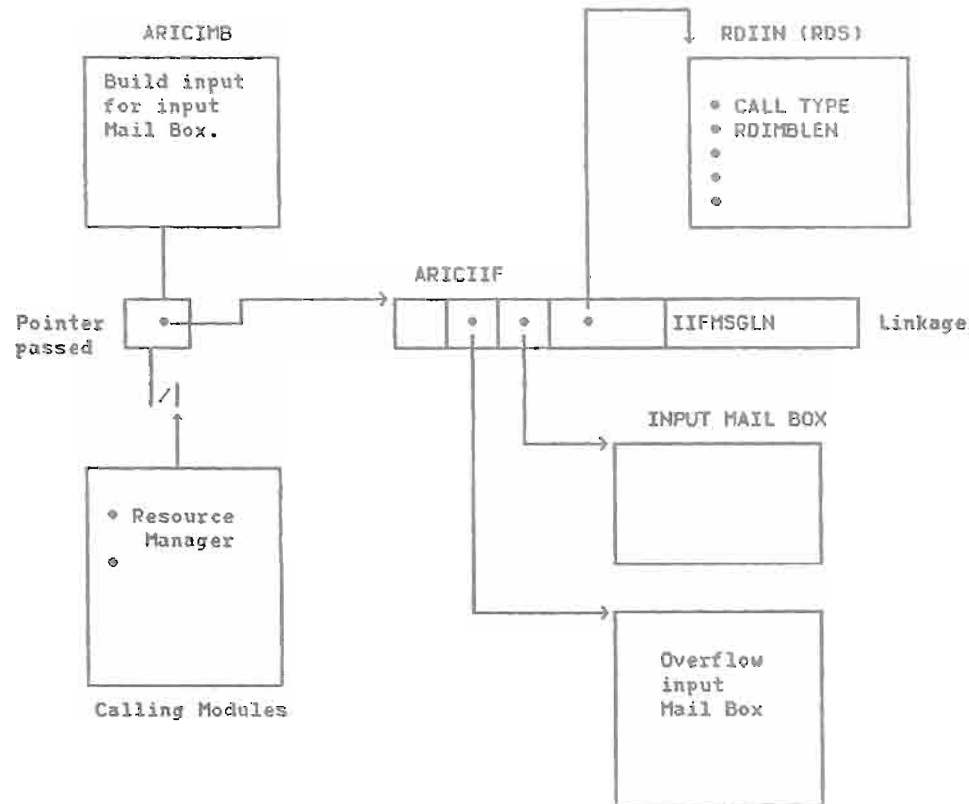 ARICIMB
RDIIN (RDS)
Build input
for input
Mail Box.
• CALL TYPE
• RDIMBLEN
•
•
•
ARICIIF
Pointer
passed
IIFMSGLN
Linkage
INPUT MAIL BOX
• Resource
Manager
•
Calling Modules
Overflow
input
Mail Box